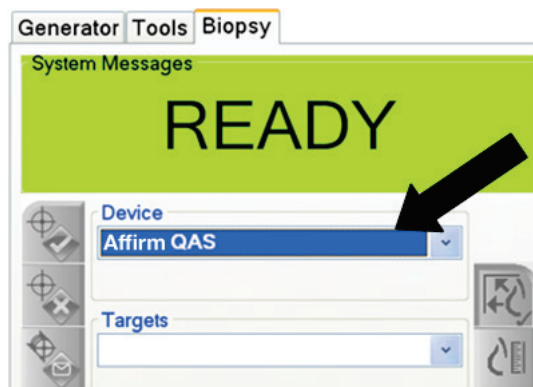 Generator Tools Biopsy
System Messages
READY
Device
Affirm QAS
Targets